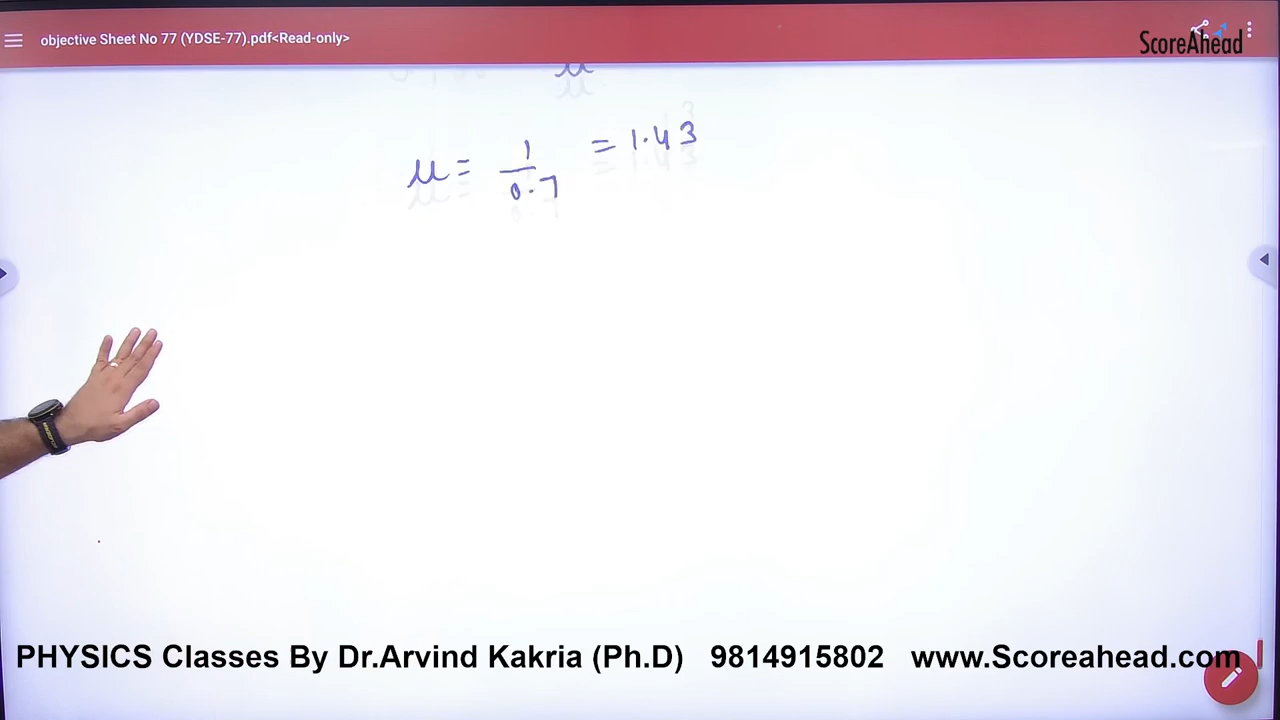 objective Sheet No 77 (YDSE-77).pdf<Read-only>
ScoreAhead
μ
μ = 1/0.7 = 1.43
PHYSICS Classes By Dr.Arvind Kakria (Ph.D) 9814915802 www.Scoreahead.com